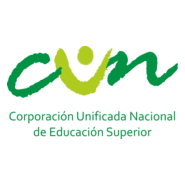 cun
Corporación Unificada Nacional
de Educación Superior